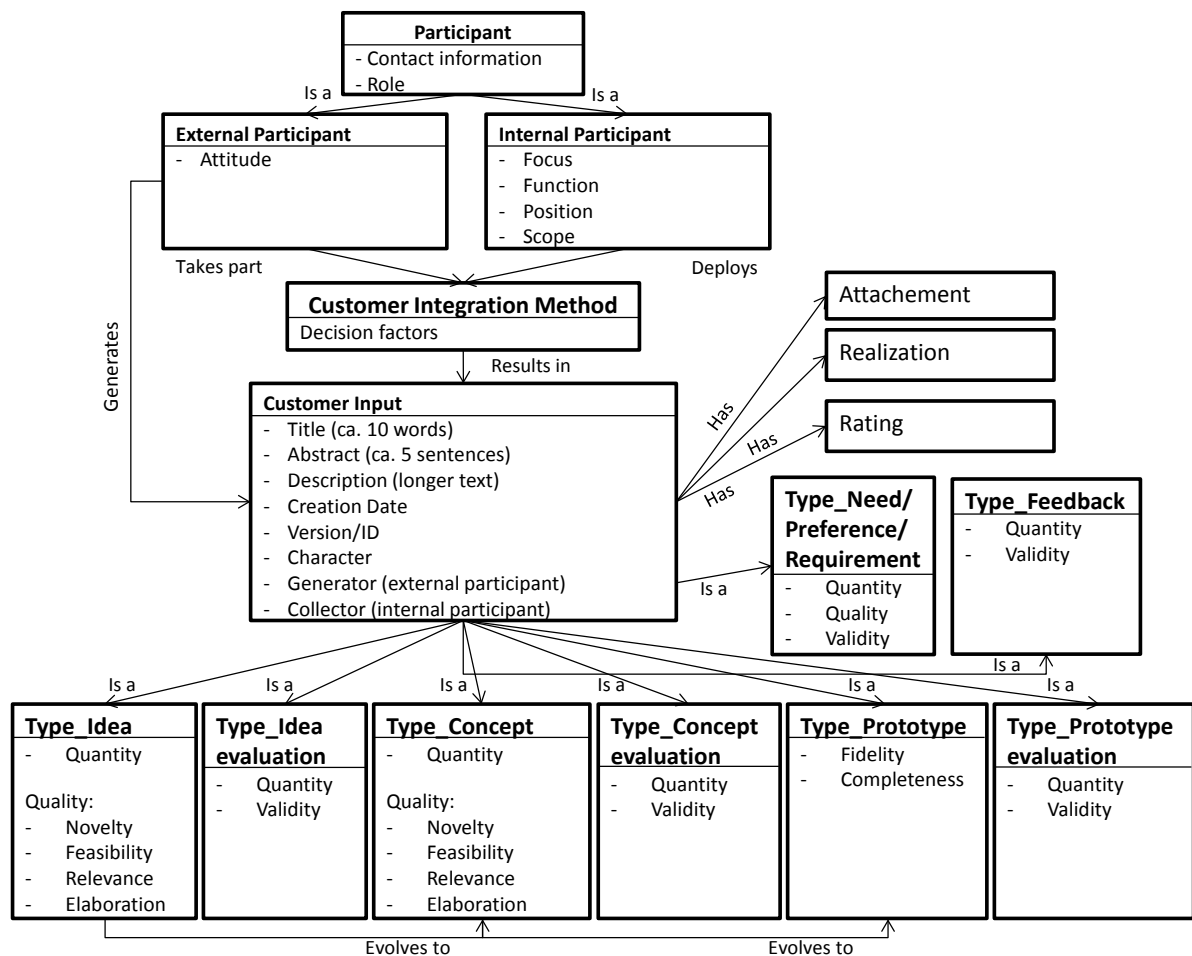 Participant
- Contact information
- Role
Is a
Is a
External Participant
- Attitude
Internal Participant
- Focus
- Function
- Position
- Scope
Takes part
Deploys
Customer Integration Method
Decision factors
Results in
Generates
Customer Input
- Title (ca. 10 words)
- Abstract (ca. 5 sentences)
- Description (longer text)
- Creation Date
- Version/ID
- Character
- Generator (external participant)
- Collector (internal participant)
Has
Has
Has
Attachement
Realization
Rating
Is a
Type_Need/
Preference/
Requirement
- Quantity
- Quality
- Validity
Type_Feedback
- Quantity
- Validity
Is a
Is a
Is a
Is a
Is a
Is a
Is a
Type_Idea
- Quantity
Quality:
- Novelty
- Feasibility
- Relevance
- Elaboration
Type_Idea
evaluation
- Quantity
- Validity
Type_Concept
- Quantity
Quality:
- Novelty
- Feasibility
- Relevance
- Elaboration
Type_Concept
evaluation
- Quantity
- Validity
Type_Prototype
- Fidelity
- Completeness
Type_Prototype
evaluation
- Quantity
- Validity
Evolves to
Evolves to